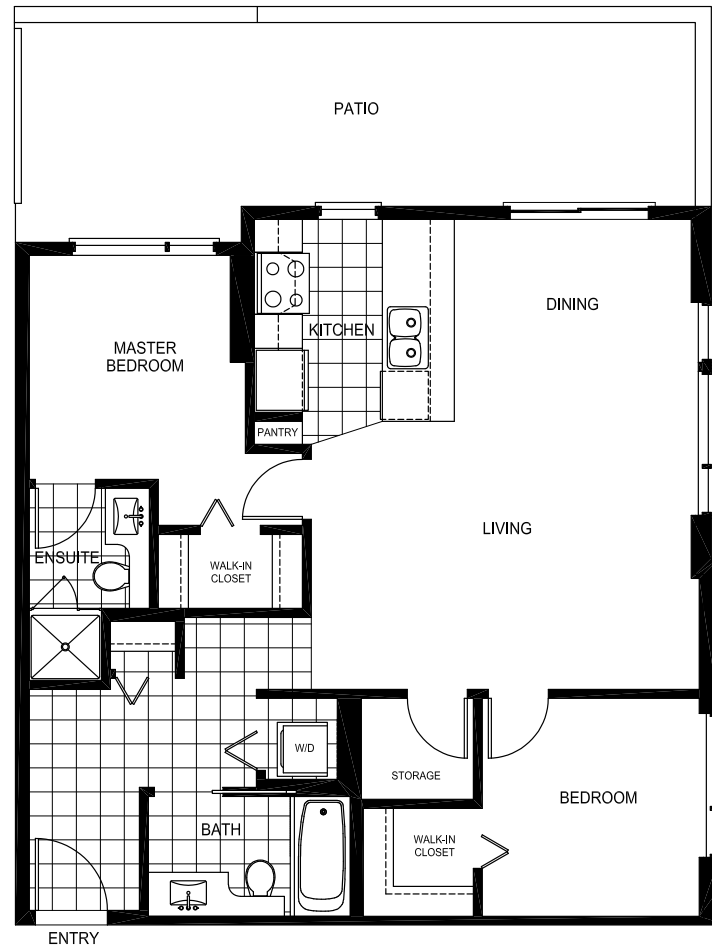 PATIO
DINING
KITCHEN
MASTER
BEDROOM
PANTRY
LIVING
ENSUITE
WALK-IN
CLOSET
W/D
STORAGE
BEDROOM
BATH
WALK-IN
CLOSET
ENTRY